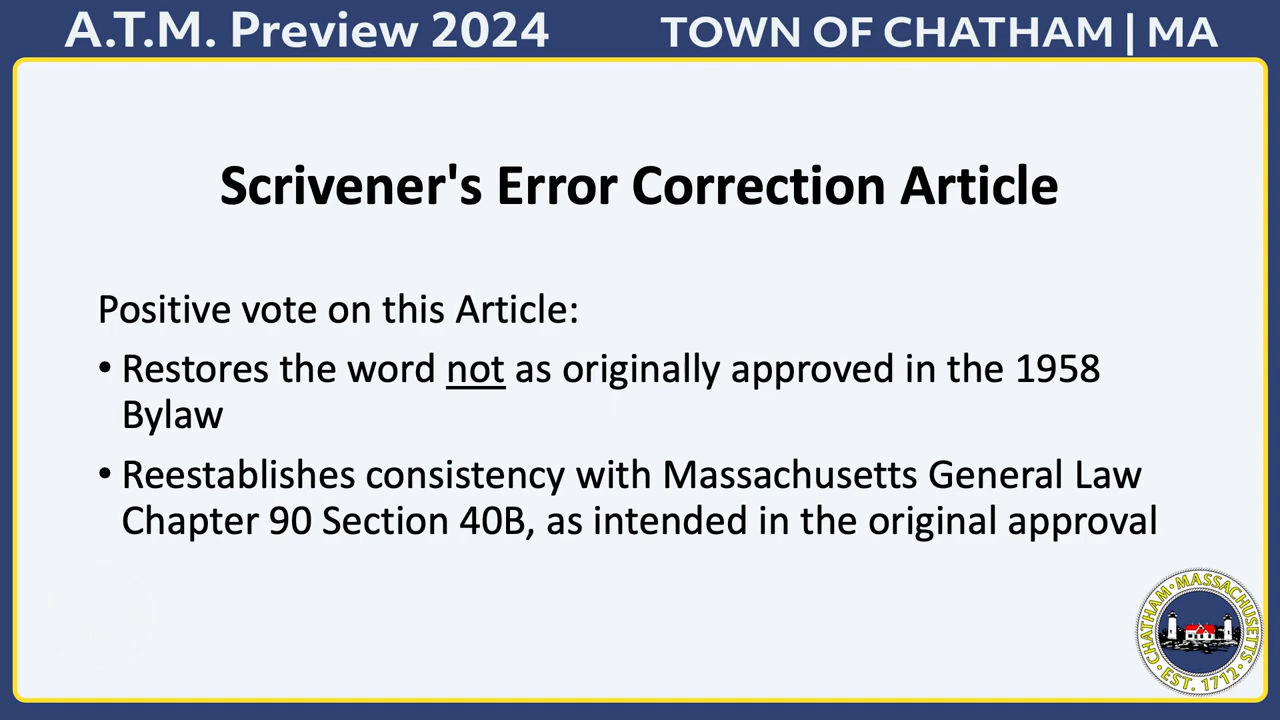 A.T.M. Preview 2024
TOWN OF CHATHAM | MA
Scrivener's Error Correction Article
Positive vote on this Article:
• Restores the word not as originally approved in the 1958
Bylaw
• Reestablishes consistency with Massachusetts General Law
Chapter 90 Section 40B, as intended in the original approval
CHATHAM · MASSACHUSETTS
· EST. 1712 ·